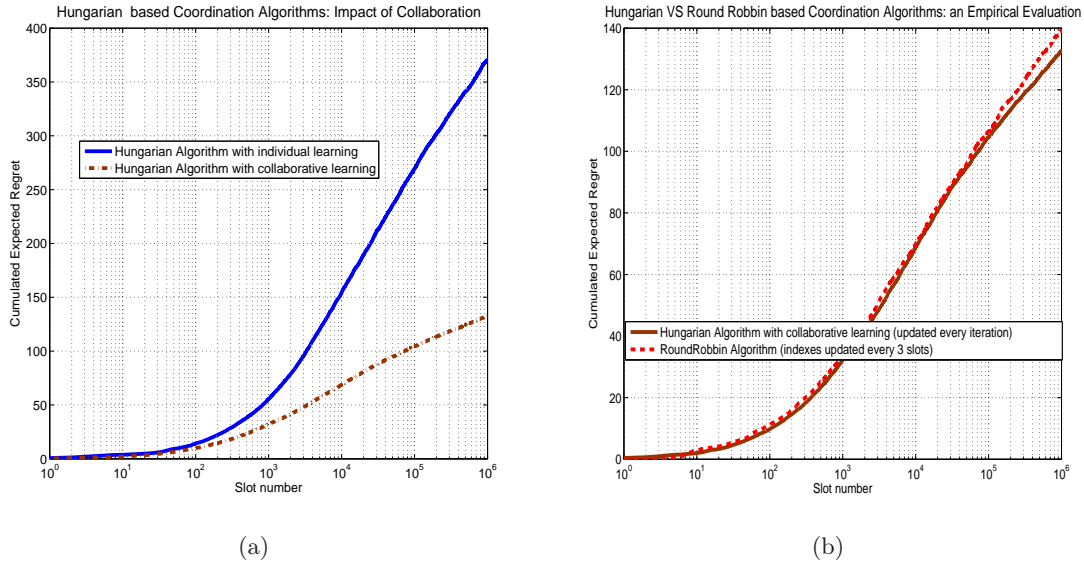 Hungarian based Coordination Algorithms: Impact of Collaboration
400
350
300
250
200
150
100
50
0
Cumulated Expected Regret
Hungarian Algorithm with individual learning
Hungarian Algorithm with collaborative learning
10^0
10^1
10^2
10^3
10^4
10^5
10^6
Slot number
(a)
Hungarian VS Round Robbin based Coordination Algorithms: an Empirical Evaluation
140
120
100
80
60
40
20
0
Cumulated Expected Regret
Hungarian Algorithm with collaborative learning (updated every iteration)
RoundRobbin Algorithm (indexes updated every 3 slots)
10^0
10^1
10^2
10^3
10^4
10^5
10^6
Slot number
(b)